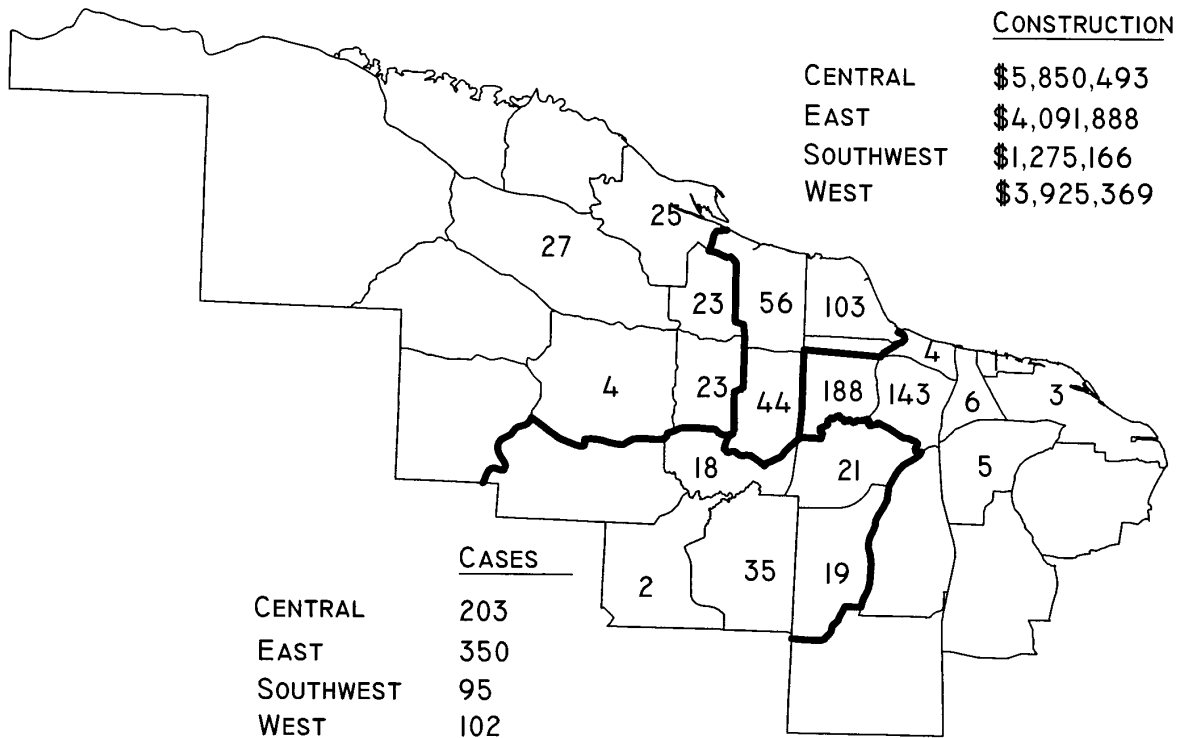 CONSTRUCTION
CENTRAL $5,850,493
EAST $4,091,888
SOUTHWEST $1,275,166
WEST $3,925,369
25
27
23
56
103
4
4
23
44
188
143
6
3
18
21
5
2
35
19
CASES
CENTRAL 203
EAST 350
SOUTHWEST 95
WEST 102